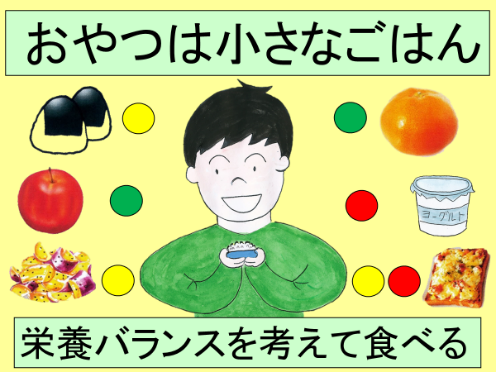 おやつは小さなごはん
ヨーグルト
栄養バランスを考えて食べる